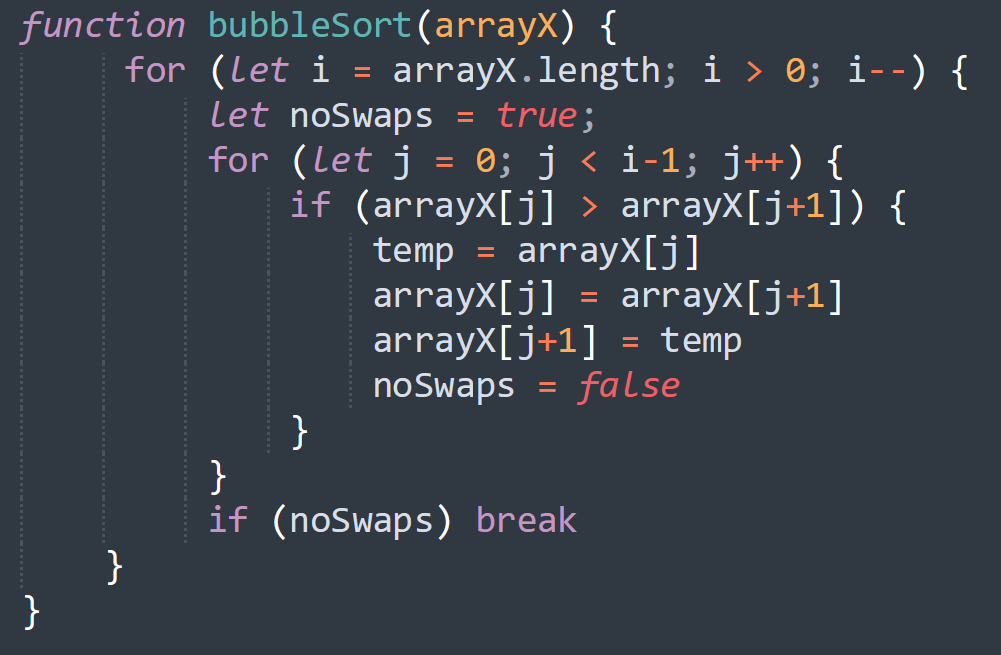 function bubbleSort(arrayX) {
for (let i = arrayX.length; i > 0; i--) {
let noSwaps = true;
for (let j = 0; j < i-1; j++) {
if (arrayX[j] > arrayX[j+1]) {
temp = arrayX[j]
arrayX[j] = arrayX[j+1]
arrayX[j+1] = temp
noSwaps = false
}
}
if (noSwaps) break
}
}